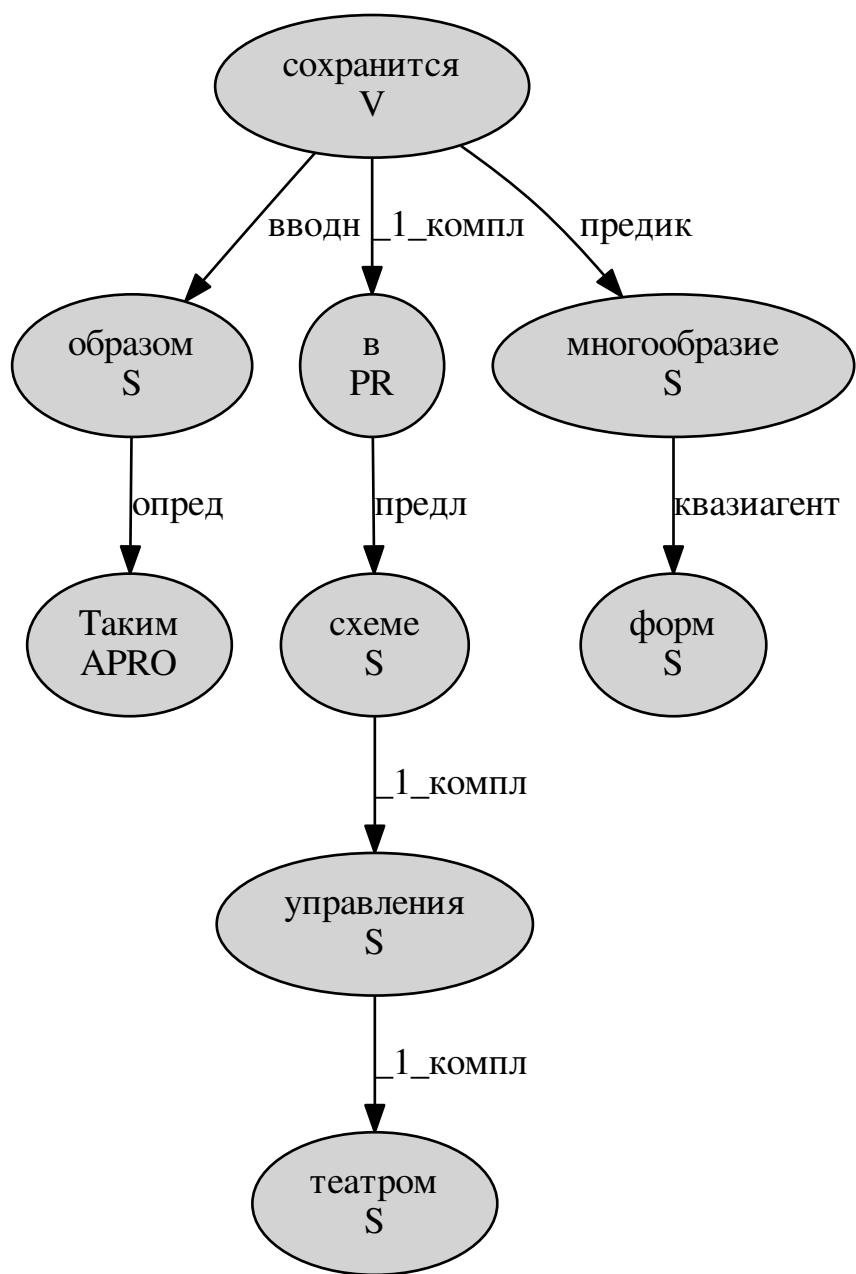 сохранится
V
вводн
_1_компл
предик
образом
S
в
PR
многообразие
S
опред
предл
квазиагент
Таким
APRO
схеме
S
форм
S
_1_компл
управления
S
_1_компл
театром
S